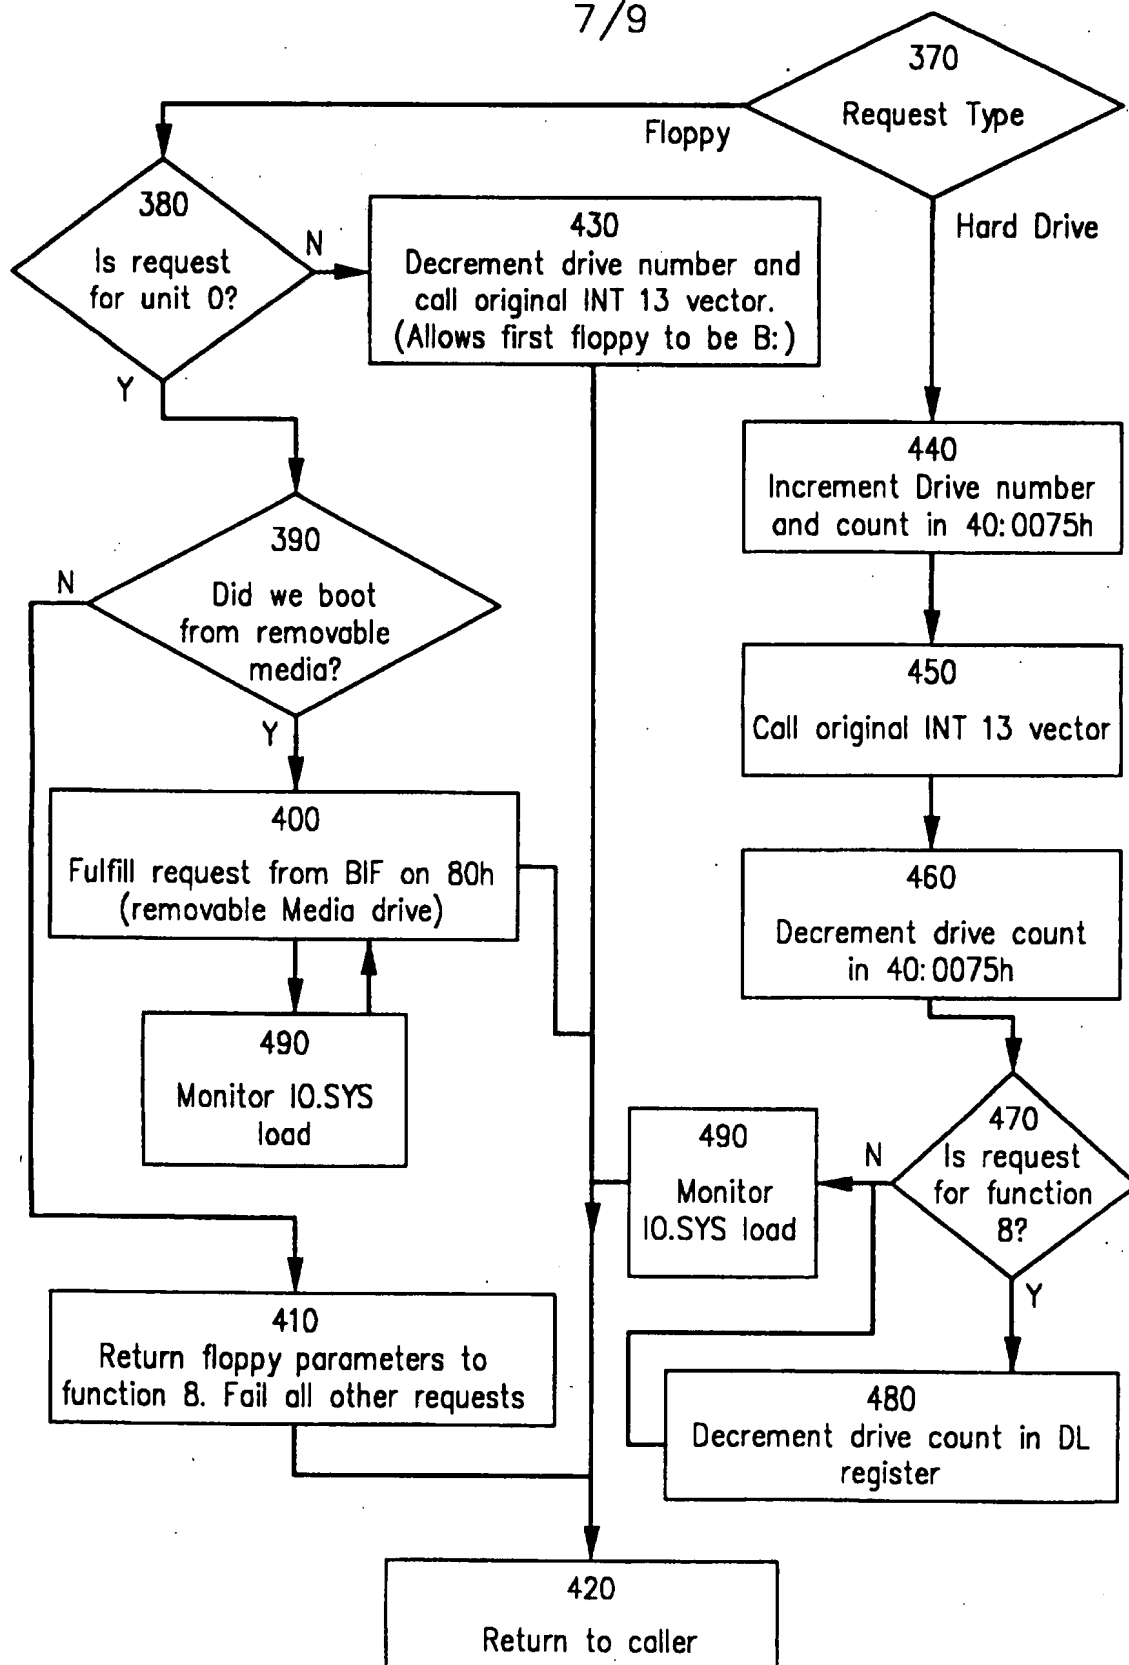 7/9
370
Request Type
Floppy
Hard Drive
380
Is request
for unit 0?
N
Y
430
Decrement drive number and
call original INT 13 vector.
(Allows first floppy to be B:)
440
Increment Drive number
and count in 40:0075h
390
Did we boot
from removable
media?
N
Y
450
Call original INT 13 vector
400
Fulfill request from BIF on 80h
(removable Media drive)
460
Decrement drive count
in 40:0075h
490
Monitor IO.SYS
load
490
Monitor
IO.SYS load
470
Is request
for function
8?
N
Y
410
Return floppy parameters to
function 8. Fail all other requests
480
Decrement drive count in DL
register
420
Return to caller